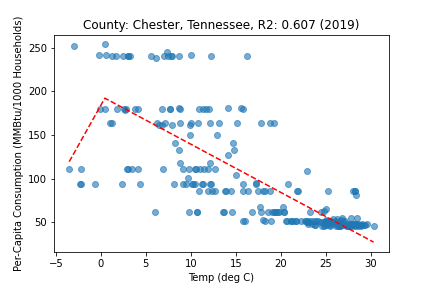 County: Chester, Tennessee, R2: 0.607 (2019)
Per-Capita Consumption (MMBtu/1000 Households)
250
200
150
100
50
−5 0 5 10 15 20 25 30
Temp (deg C)